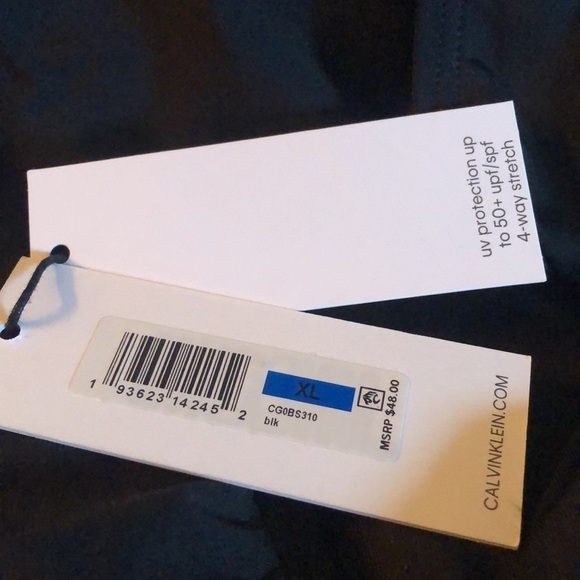 uv protection up
to 50+ upf/spf
4-way stretch
1 93623 14245 2
XL
CG0BS310
blk
MSRP $48.00
CALVINKLEIN.COM